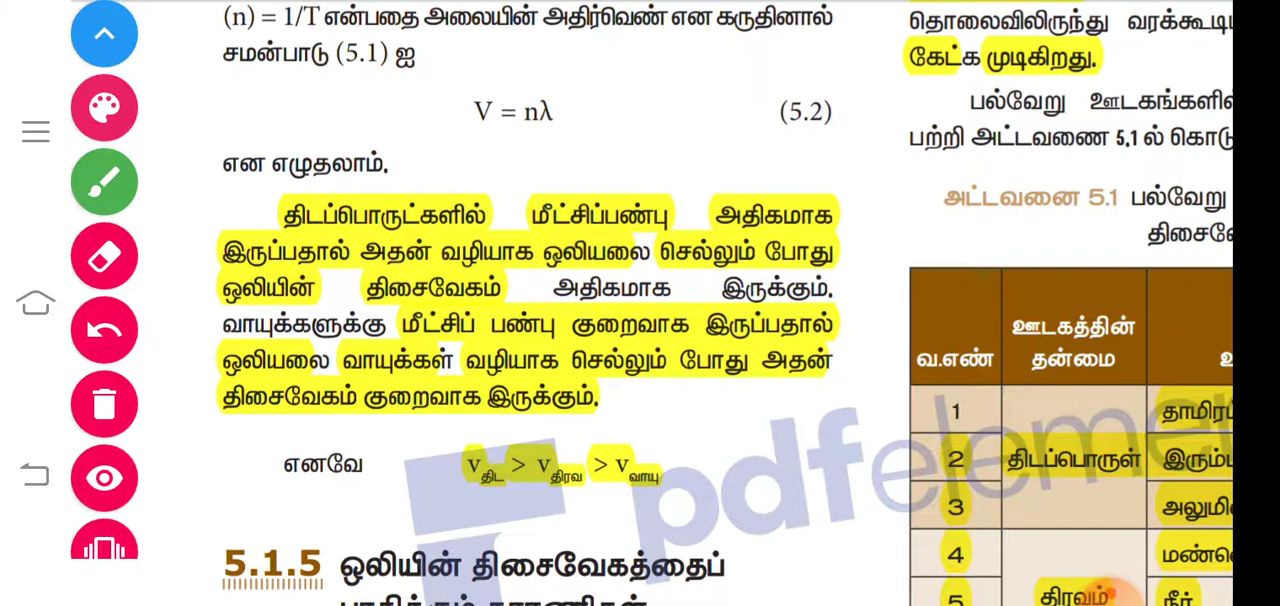 (n) = 1/T என்பதை அலையின் அதிர்வெண் என கருதினால்
சமன்பாடு (5.1) ஐ
V = nλ (5.2)
என எழுதலாம்.
திடப்பொருட்களில் மீட்சிப்பண்பு அதிகமாக
இருப்பதால் அதன் வழியாக ஒலியலை செல்லும் போது
ஒலியின் திசைவேகம் அதிகமாக இருக்கும்.
வாயுக்களுக்கு மீட்சிப் பண்பு குறைவாக இருப்பதால்
ஒலியலை வாயுக்கள் வழியாக செல்லும் போது அதன்
திசைவேகம் குறைவாக இருக்கும்.
எனவே v திட > v திரவ > v வாயு
5.1.5 ஒலியின் திசைவேகத்தைப்
தொலைவிலிருந்து
கேட்க முடிகிறது.
பல்வேறு
பற்றி அட்டவணை 5.1 ல்
அட்டவனை 5.1 பல்வேறு
வ.எண் ஊடகத்தின்
தன்மை
1
2 திடப்பொருள்
3
4
5 திரவம் நீர்
pdfelement